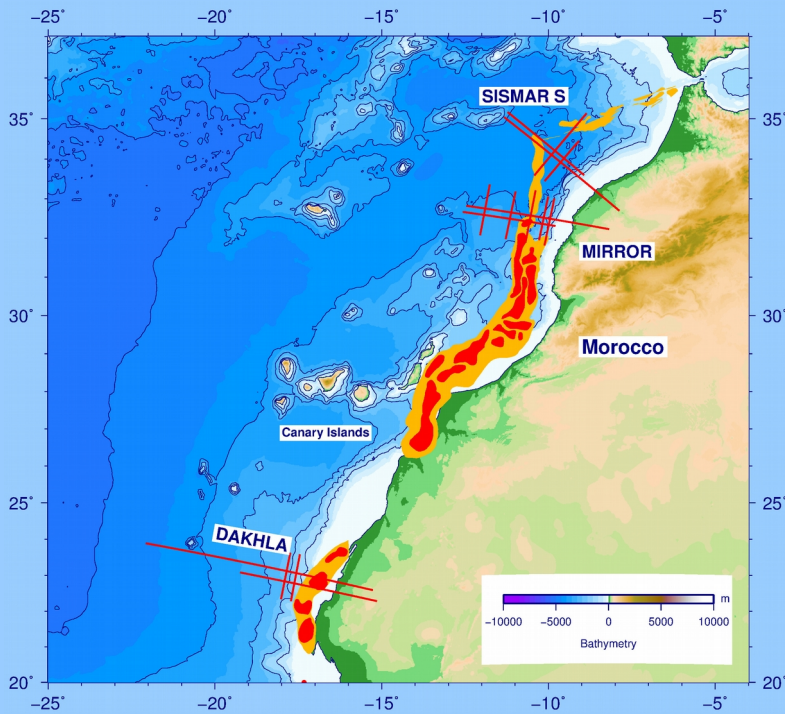 −25˚ −20˚ −15˚ −10˚ −5˚
SISMAR S
35˚ 35˚
MIRROR
30˚ 30˚
Morocco
Canary Islands
25˚ 25˚
DAKHLA
m
−10000 −5000 0 5000 10000
Bathymetry
20˚ 20˚
−25˚ −20˚ −15˚ −10˚ −5˚